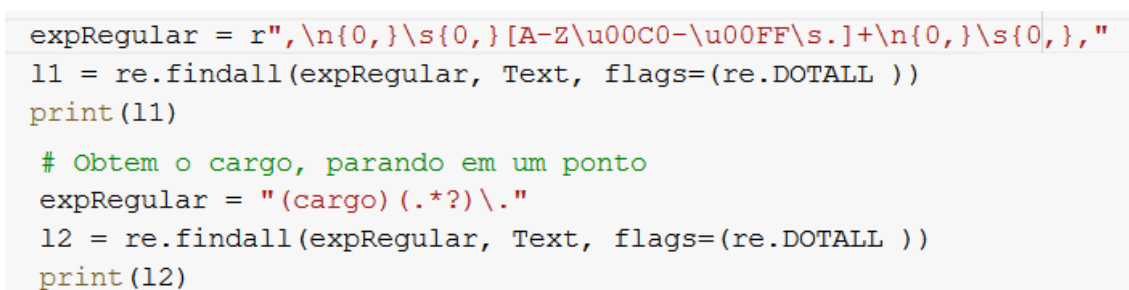 expRegular = r",\n{0,}\s{0,}[A-Z\u00C0-\u00FF\s.]+\n{0,}\s{0,},"
l1 = re.findall(expRegular, Text, flags=(re.DOTALL ))
print(l1)
# Obtem o cargo, parando em um ponto
expRegular = "(cargo)(.*?)\."
l2 = re.findall(expRegular, Text, flags=(re.DOTALL ))
print(l2)